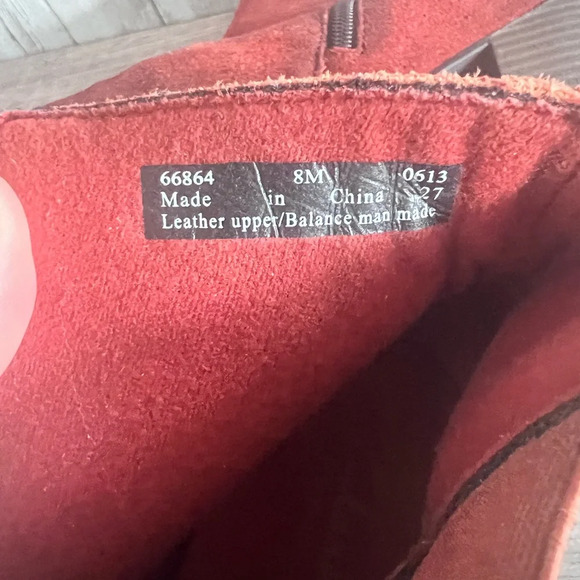 66864 8M 0613
Made in China 27
Leather upper/Balance man made